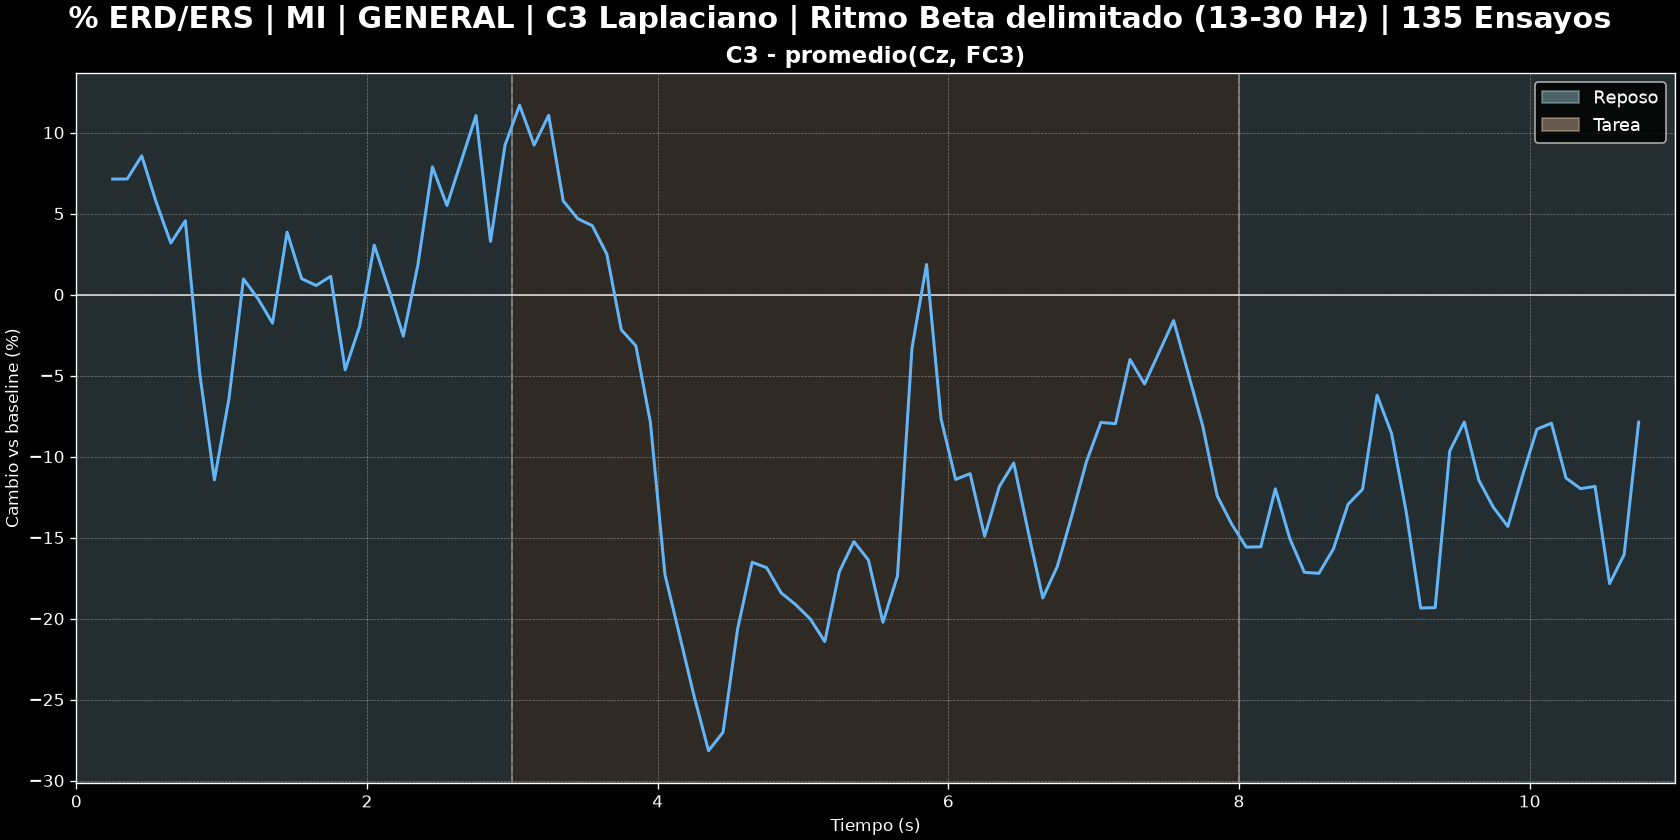 % ERD/ERS | MI | GENERAL | C3 Laplaciano | Ritmo Beta delimitado (13-30 Hz) | 135 Ensayos
C3 - promedio(Cz, FC3)
Reposo
Tarea
Cambio vs baseline (%)
10
5
0
−5
−10
−15
−20
−25
−30
0
2
4
6
8
10
Tiempo (s)